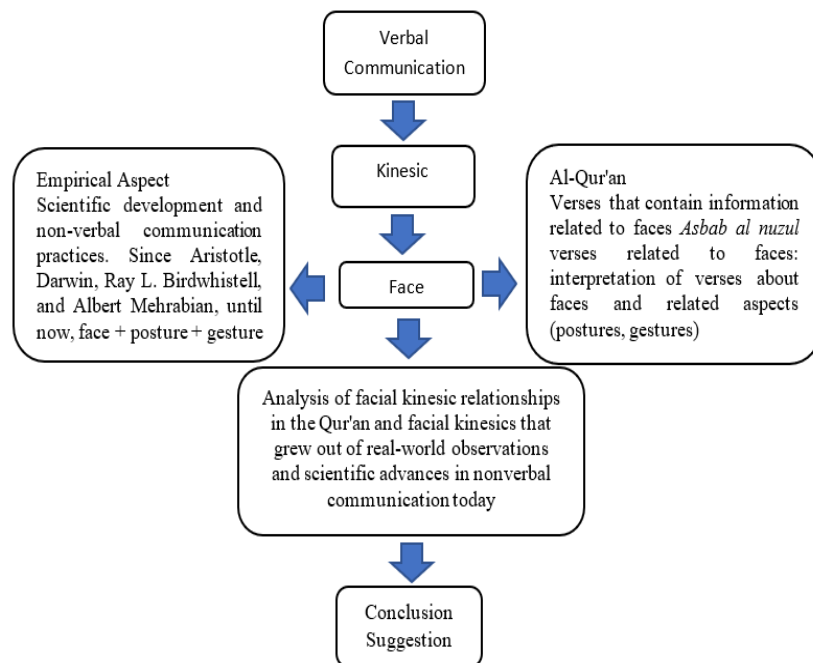 Verbal
Communication
Kinesic
Empirical Aspect
Scientific development and
non-verbal communication
practices. Since Aristotle,
Darwin, Ray L. Birdwhistell,
and Albert Mehrabian, until
now, face + posture + gesture
Face
Al-Qur'an
Verses that contain information
related to faces Asbab al nuzul
verses related to faces:
interpretation of verses about
faces and related aspects
(postures, gestures)
Analysis of facial kinesic relationships
in the Qur'an and facial kinesics that
grew out of real-world observations
and scientific advances in nonverbal
communication today
Conclusion
Suggestion